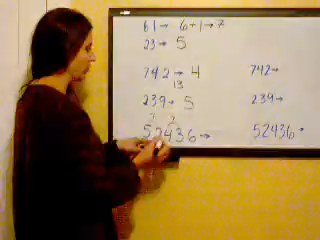 61→ 6+1→7
23→ 5
742→ 4 742→
13
239→ 5 239→
52436→ 52436→